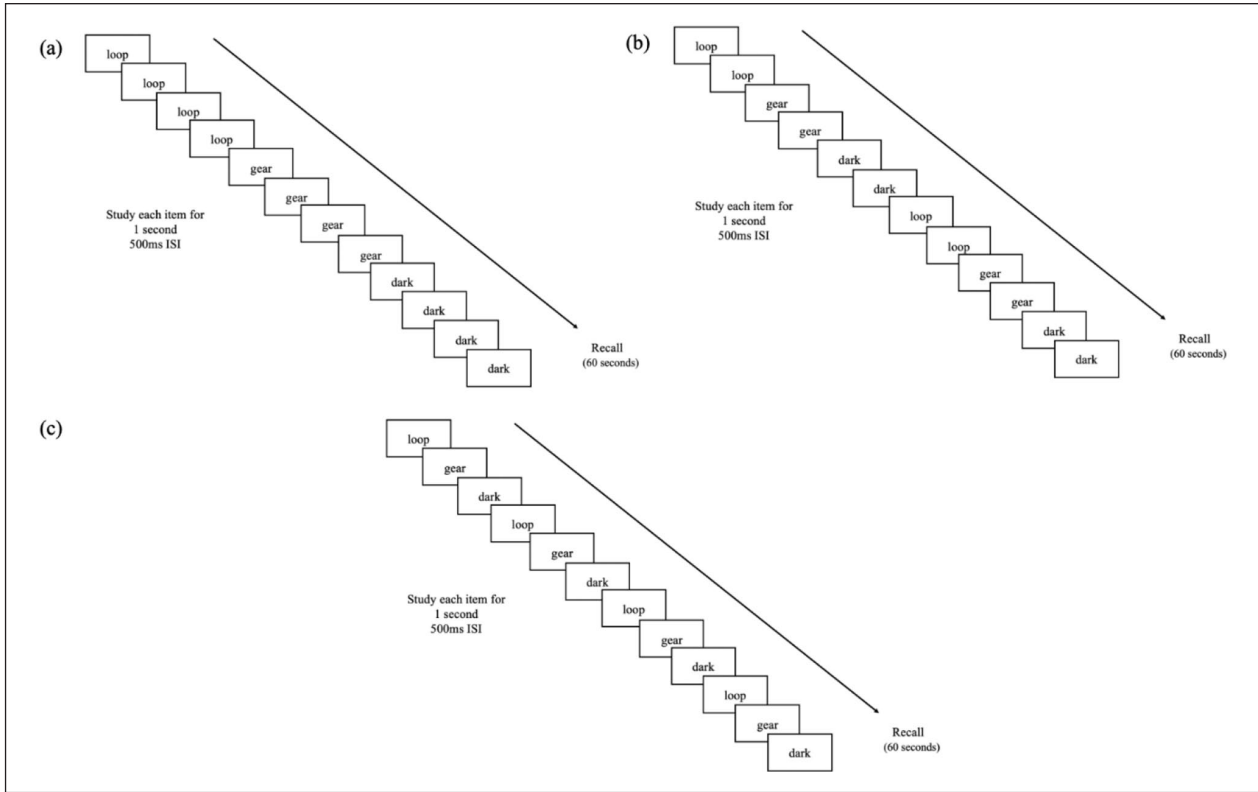 (a)
loop
loop
loop
loop
gear
gear
gear
gear
dark
dark
dark
dark
Study each item for
1 second
500ms ISI
Recall
(60 seconds)
(b)
loop
loop
gear
gear
dark
dark
loop
loop
gear
gear
dark
dark
Study each item for
1 second
500ms ISI
Recall
(60 seconds)
(c)
loop
gear
dark
loop
gear
dark
loop
gear
dark
loop
gear
dark
Study each item for
1 second
500ms ISI
Recall
(60 seconds)